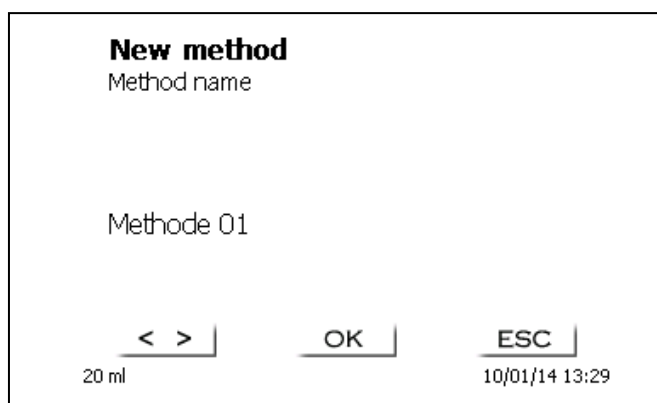 New method
Method name
Methode 01
< > OK ESC
20 ml 10/01/14 13:29